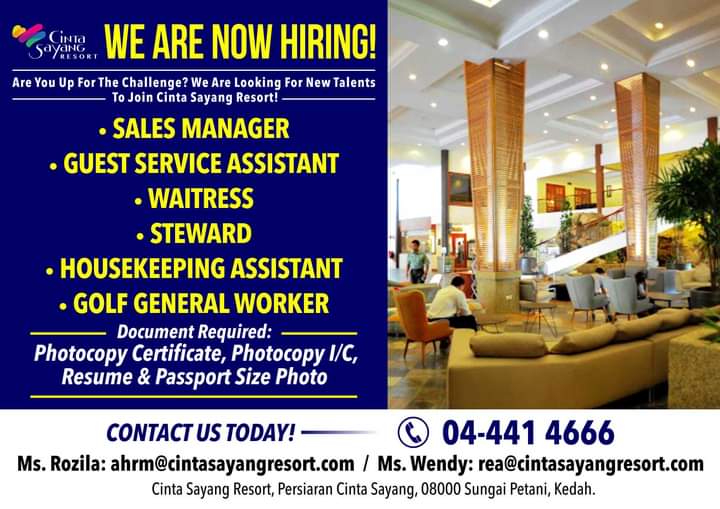 Cinta
Sayang
RESORT
WE ARE NOW HIRING!
Are You Up For The Challenge? We Are Looking For New Talents
To Join Cinta Sayang Resort!
• SALES MANAGER
• GUEST SERVICE ASSISTANT
• WAITRESS
• STEWARD
• HOUSEKEEPING ASSISTANT
• GOLF GENERAL WORKER
Document Required:
Photocopy Certificate, Photocopy I/C,
Resume & Passport Size Photo
CONTACT US TODAY! 04-441 4666
Ms. Rozila: ahrm@cintasayangresort.com / Ms. Wendy: rea@cintasayangresort.com
Cinta Sayang Resort, Persiaran Cinta Sayang, 08000 Sungai Petani, Kedah.